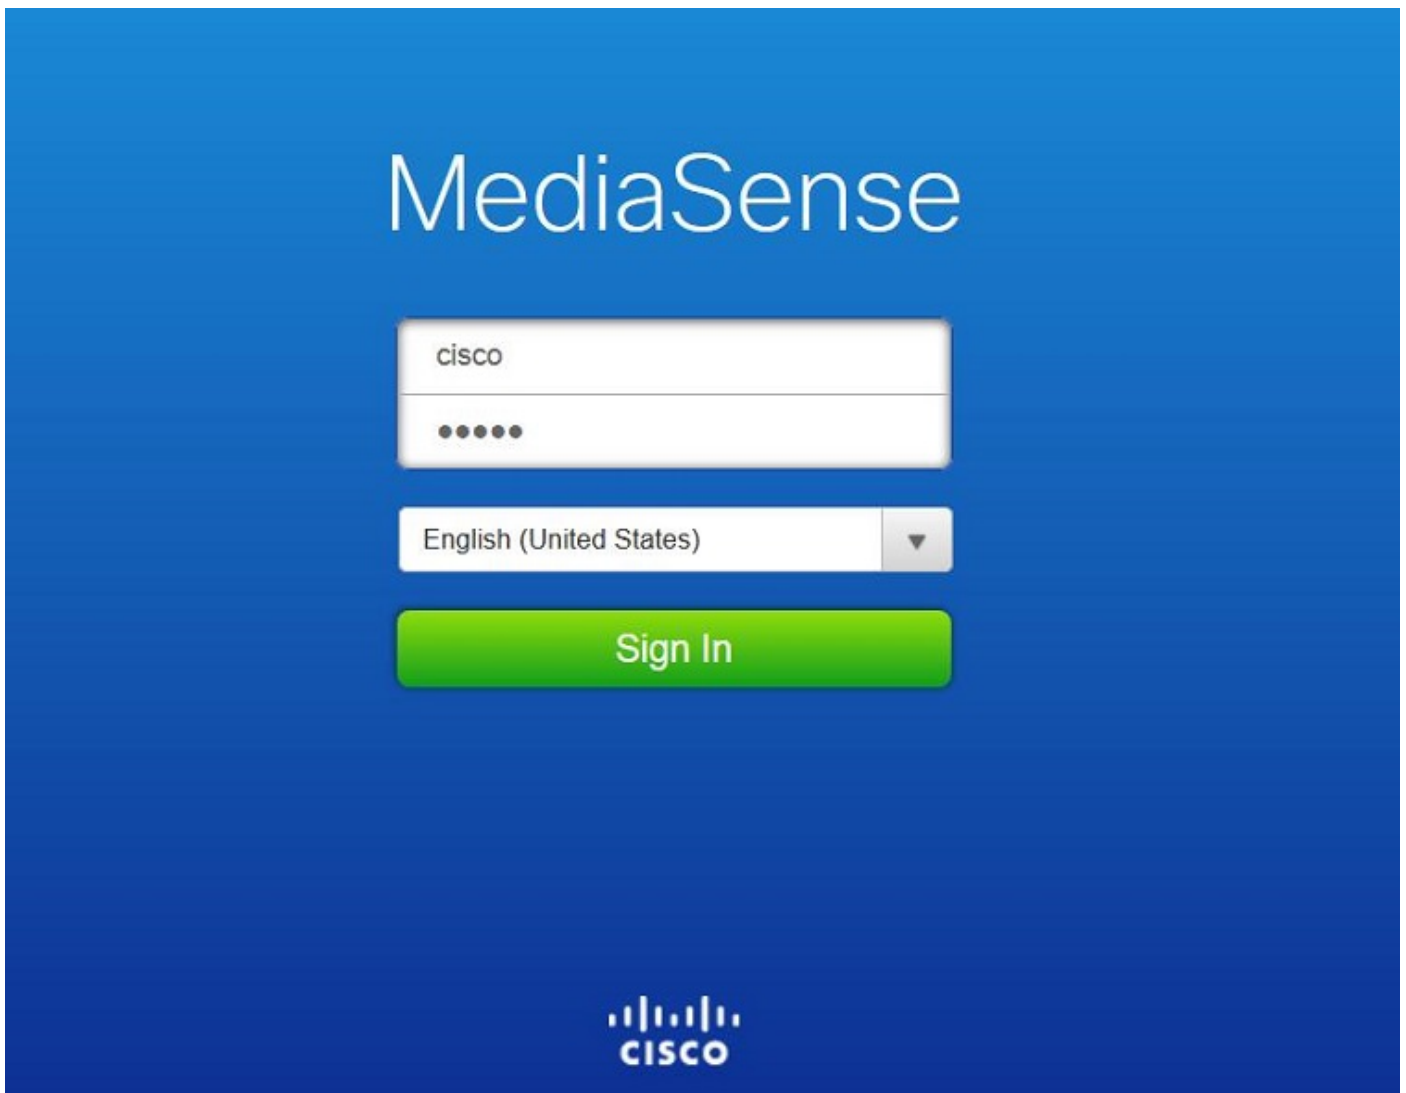 MediaSense
cisco
●●●●●
English (United States)
Sign In
CISCO